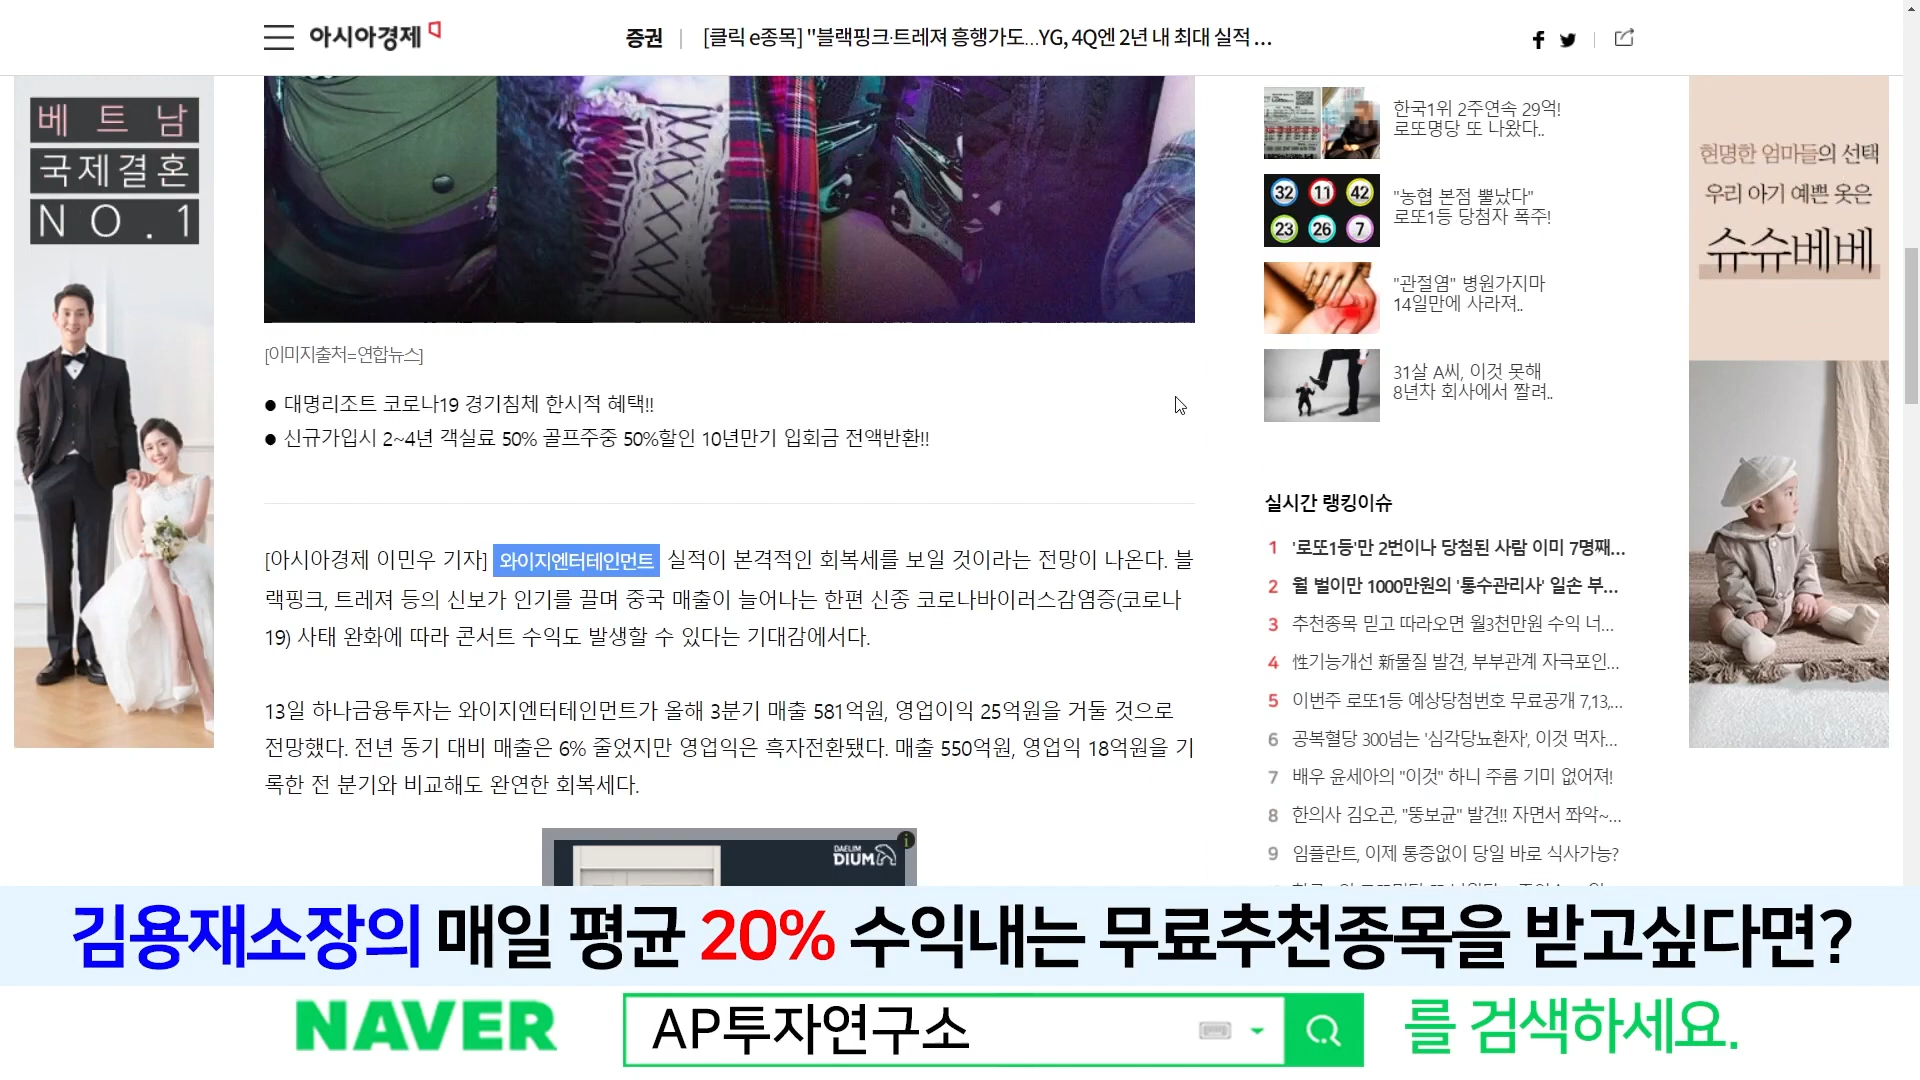 아시아경제
증권 | [클릭 e종목] "블랙핑크·트레져 흥행가도…YG, 4Q엔 2년 내 최대 실적 …
베 트 남
국제결혼
NO.1
[이미지출처=연합뉴스]
● 대명리조트 코로나19 경기침체 한시적 혜택!!
● 신규가입시 2~4년 객실료 50% 골프주중 50%할인 10년만기 입회금 전액반환!!
[아시아경제 이민우 기자] 와이지엔터테인먼트 실적이 본격적인 회복세를 보일 것이라는 전망이 나온다. 블
랙핑크, 트레져 등의 신보가 인기를 끌며 중국 매출이 늘어나는 한편 신종 코로나바이러스감염증(코로나
19) 사태 완화에 따라 콘서트 수익도 발생할 수 있다는 기대감에서다.
13일 하나금융투자는 와이지엔터테인먼트가 올해 3분기 매출 581억원, 영업이익 25억원을 거둘 것으로
전망했다. 전년 동기 대비 매출은 6% 줄었지만 영업익은 흑자전환됐다. 매출 550억원, 영업익 18억원을 기
록한 전 분기와 비교해도 완연한 회복세다.
DAELIM
DIUM
한국1위 2주연속 29억!
로또명당 또 나왔다..
32 11 42
23 26 7
"농협 본점 뿔났다"
로또1등 당첨자 폭주!
"관절염" 병원가지마
14일만에 사라져..
31살 A씨, 이것 못해
8년차 회사에서 짤려..
실시간 랭킹이슈
1 '로또1등'만 2번이나 당첨된 사람 이미 7명째...
2 월 벌이만 1000만원의 '통수관리사' 일손 부...
3 추천종목 믿고 따라오면 월3천만원 수익 너...
4 性기능개선 新물질 발견, 부부관계 자극포인...
5 이번주 로또1등 예상당첨번호 무료공개 7,13,...
6 공복혈당 300넘는 '심각당뇨환자', 이것 먹자...
7 배우 윤세아의 "이것" 하니 주름 기미 없어져!
8 한의사 김오곤, "뚱보균" 발견!! 자면서 쫘악~...
9 임플란트, 이제 통증없이 당일 바로 식사가능?
현명한 엄마들의 선택
우리 아기 예쁜 옷은
슈슈베베
김용재소장의 매일 평균 20% 수익내는 무료추천종목을 받고싶다면?
NAVER AP투자연구소 를 검색하세요.